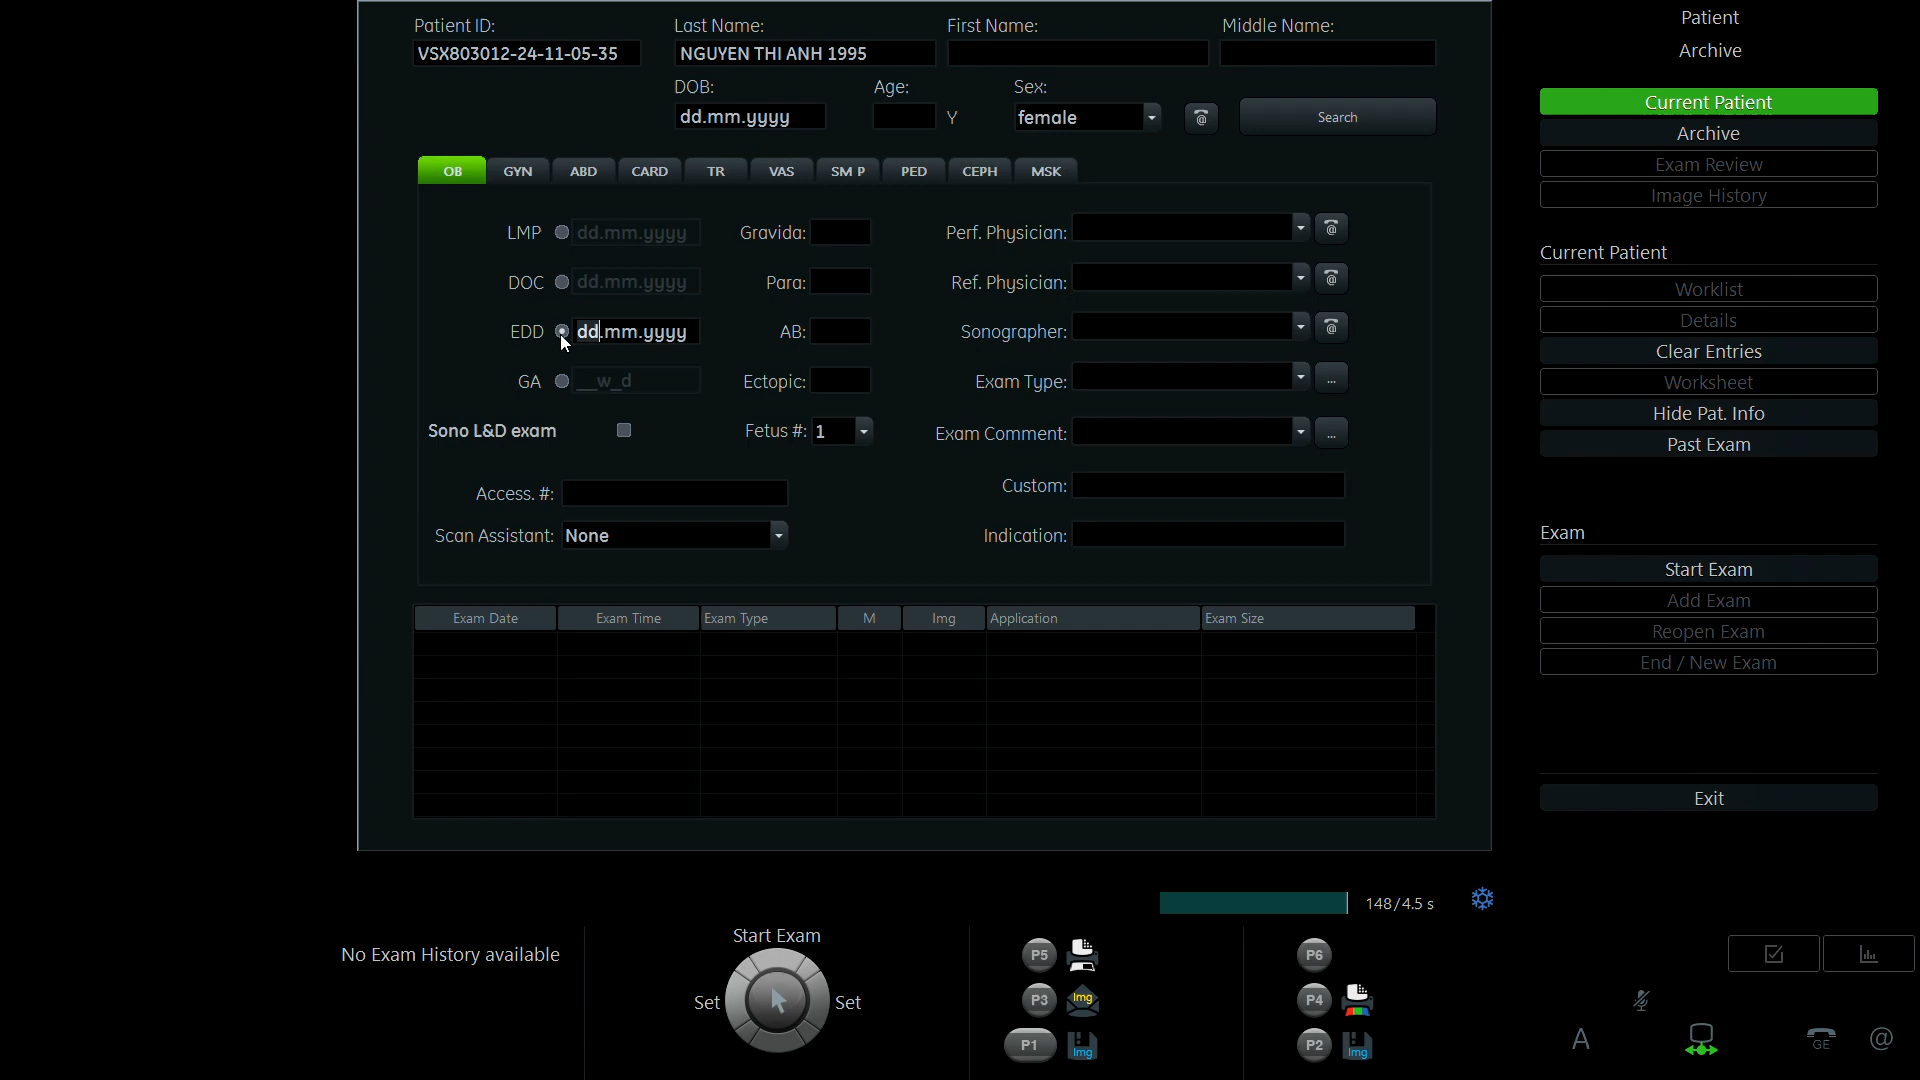 Patient ID: Last Name: First Name: Middle Name:
VSX803012-24-11-05-35 NGUYEN THI ANH 1995
DOB: Age: Sex:
dd.mm.yyyy Y female @ Search
OB GYN ABD CARD TR VAS SM P PED CEPH MSK
LMP dd.mm.yyyy Gravida: Perf. Physician: @
DOC dd.mm.yyyy Para: Ref. Physician: @
EDD dd.mm.yyyy AB: Sonographer: @
GA __w_d Ectopic: Exam Type: ...
Sono L&D exam Fetus #: 1 Exam Comment: ...
Access. #: Custom:
Scan Assistant: None Indication:
Exam Date Exam Time Exam Type M Img Application Exam Size
148/4.5 s
No Exam History available
Start Exam
Set Set
P5 P6
P3 Img P4
P1 Img P2 Img
Patient
Archive
Current Patient
Archive
Exam Review
Image History
Current Patient
Worklist
Details
Clear Entries
Worksheet
Hide Pat. Info
Past Exam
Exam
Start Exam
Add Exam
Reopen Exam
End / New Exam
Exit
A GE @